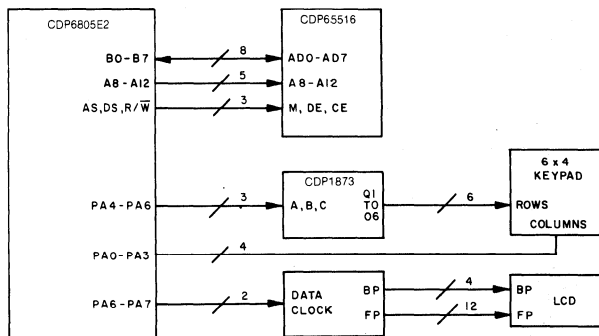 CDP6805E2
CDP65516
B0-B7
8
AD0-AD7
A8-A12
5
A8-A12
AS,DS,R/W̅
3
M, DE, CE
6 x 4
KEYPAD
CDP1873
PA4-PA6
3
A,B,C
Q1
TO
O6
6
ROWS
COLUMNS
PA0-PA3
4
PA6-PA7
2
DATA
CLOCK
BP
4
BP
LCD
FP
12
FP